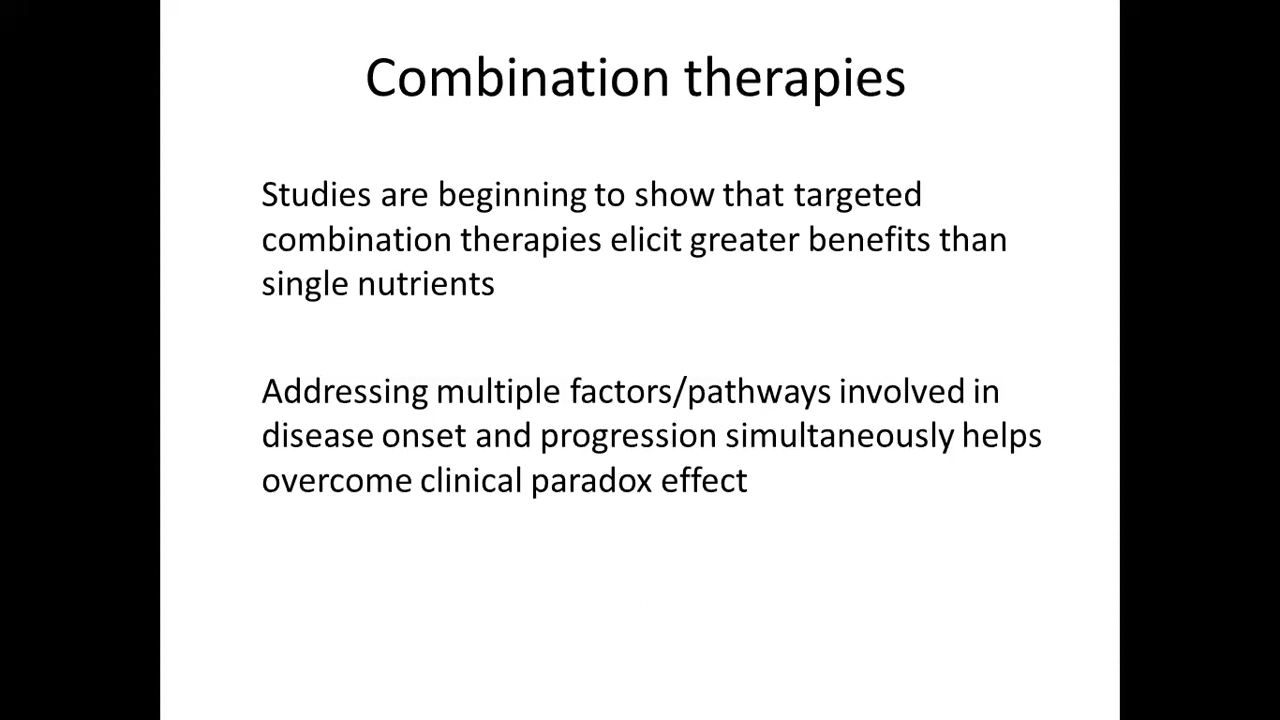 Combination therapies
Studies are beginning to show that targeted
combination therapies elicit greater benefits than
single nutrients
Addressing multiple factors/pathways involved in
disease onset and progression simultaneously helps
overcome clinical paradox effect